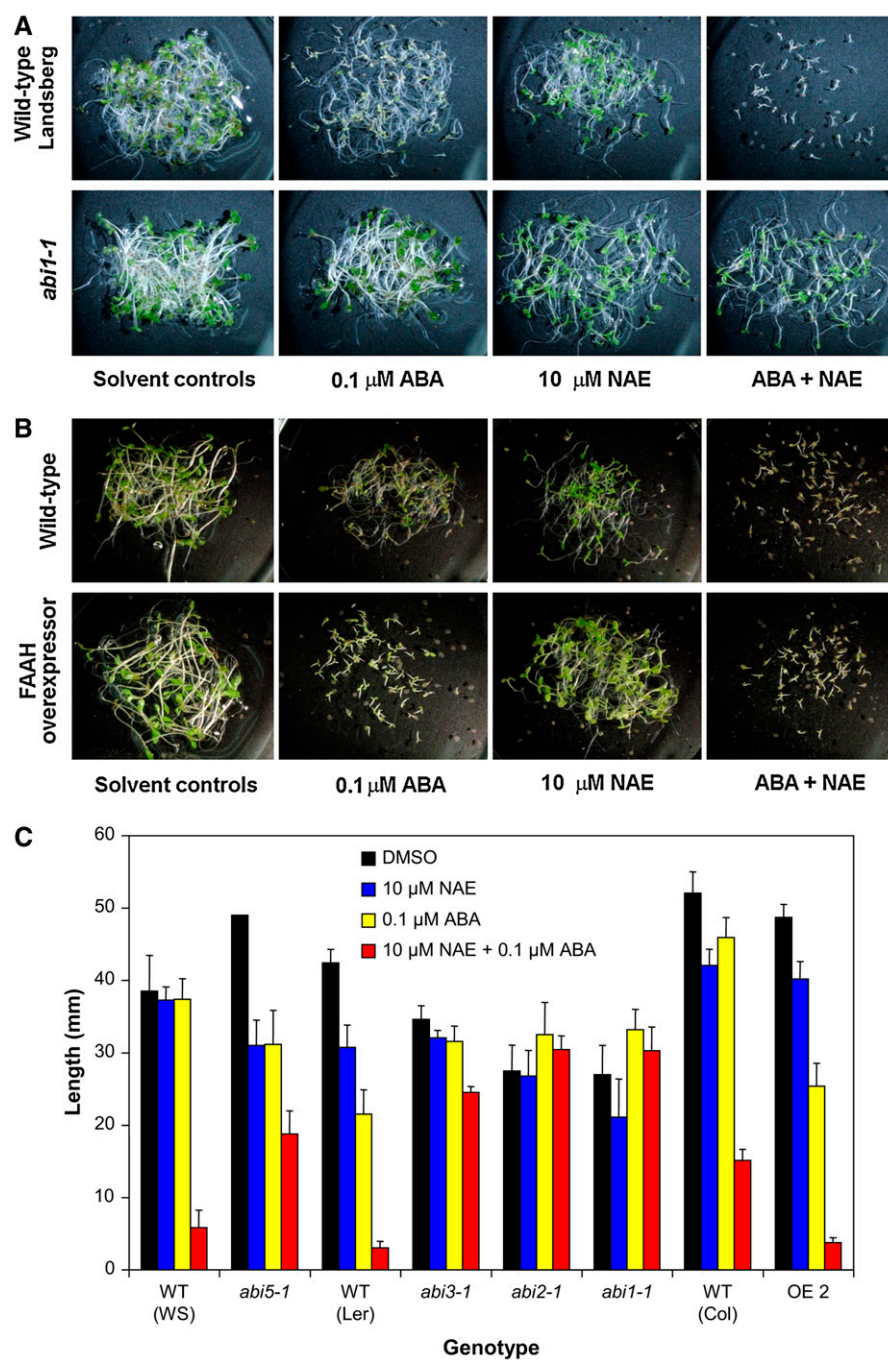 A
Wild-type
Landsberg
abi1-1
Solvent controls
0.1 μM ABA
10 μM NAE
ABA + NAE
B
Wild-type
FAAH
overexpressor
Solvent controls
0.1 μM ABA
10 μM NAE
ABA + NAE
C
60
50
40
30
20
10
0
Length (mm)
DMSO
10 μM NAE
0.1 μM ABA
10 μM NAE + 0.1 μM ABA
WT
(WS)
abi5-1
WT
(Ler)
abi3-1
abi2-1
abi1-1
WT
(Col)
OE 2
Genotype